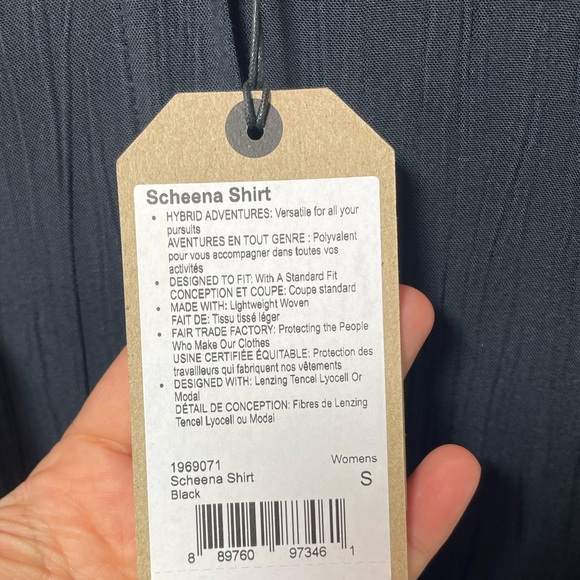 Scheena Shirt
• HYBRID ADVENTURES: Versatile for all your
pursuits
AVENTURES EN TOUT GENRE : Polyvalent
pour vous accompagner dans toutes vos
activités
• DESIGNED TO FIT: With A Standard Fit
CONCEPTION ET COUPE: Coupe standard
• MADE WITH: Lightweight Woven
FAIT DE: Tissu tissé léger
• FAIR TRADE FACTORY: Protecting the People
Who Make Our Clothes
USINE CERTIFIÉE ÉQUITABLE: Protection des
travailleurs qui fabriquent nos vêtements
• DESIGNED WITH: Lenzing Tencel Lyocell Or
Modal
DÉTAIL DE CONCEPTION: Fibres de Lenzing
Tencel Lyocell ou Modal
1969071 Womens
Scheena Shirt S
Black
8 89760 97346 1